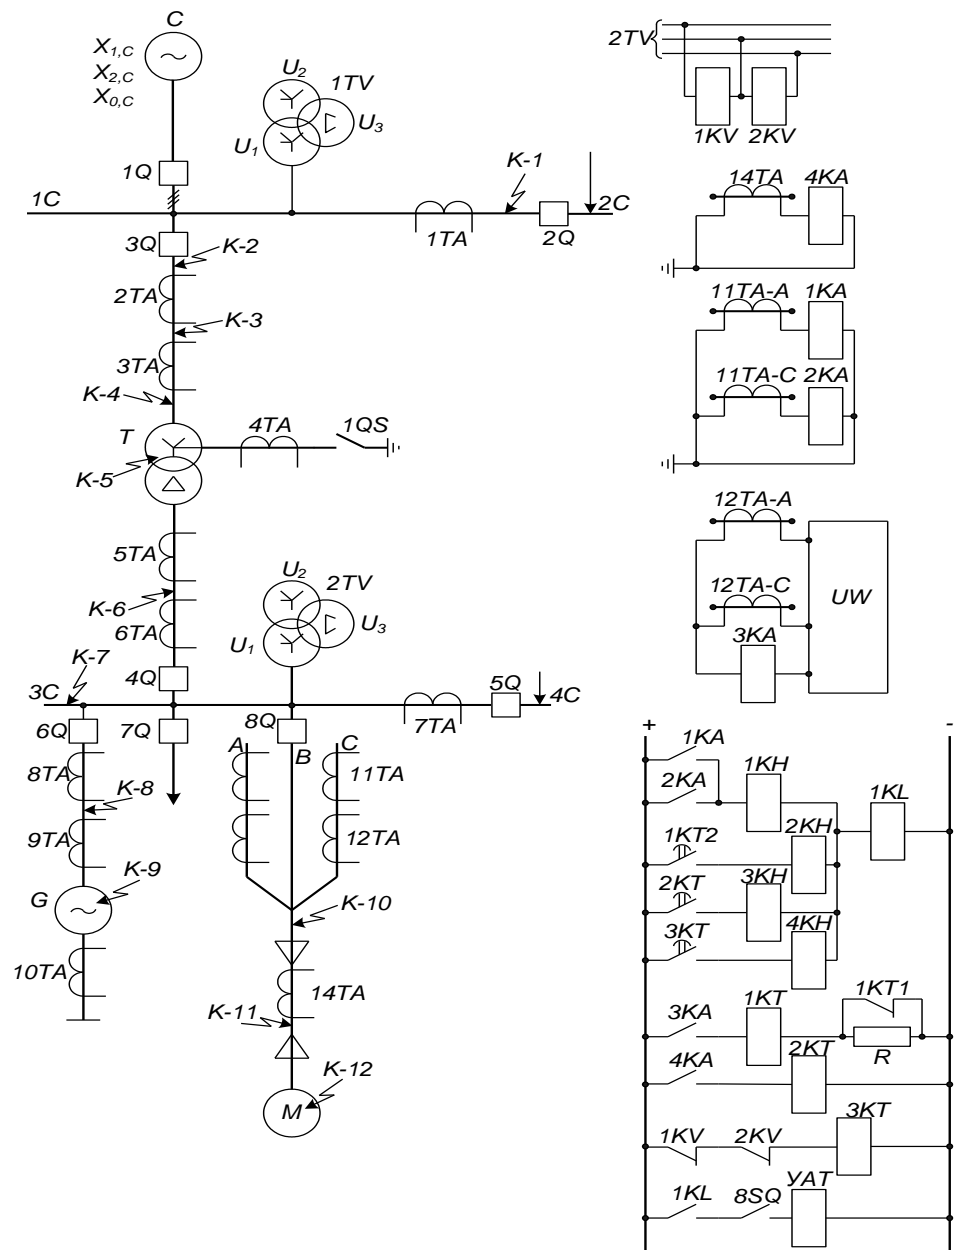 C
X1,C
X2,C
X0,C
U2
1TV
U3
U1
1Q
K-1
1C
2C
1TA
2Q
3Q
K-2
2TA
K-3
3TA
K-4
T
4TA
1QS
K-5
5TA
K-6
6TA
U2
2TV
U3
U1
K-7
4Q
3C
5Q
4C
7TA
6Q
7Q
8Q
A
B
C
8TA
11TA
K-8
9TA
12TA
K-9
G
K-10
10TA
14TA
K-11
K-12
M
2TV
1KV
2KV
14TA
4KA
11TA-A
1KA
11TA-C
2KA
12TA-A
12TA-C
3KA
UW
+
-
1KA
1KH
2KA
1KL
1KT2
2KH
2KT
3KH
3KT
4KH
3KA
1KT
1KT1
R
4KA
2KT
1KV
2KV
3KT
1KL
8SQ
УАТ